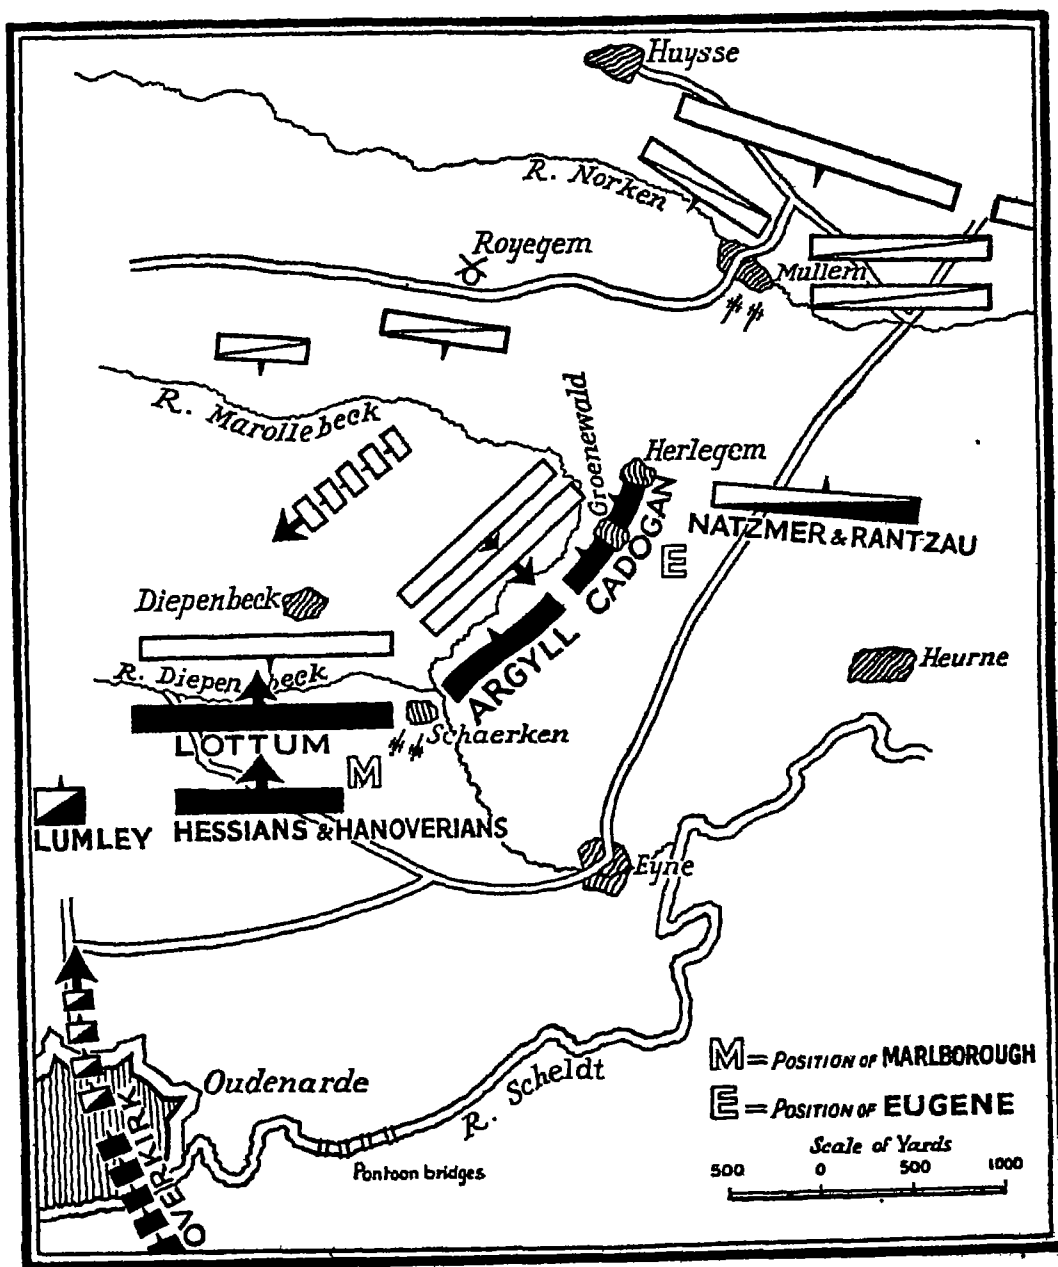 Huysse
R. Norken
Royegem
Mullem
R. Marollebeck
Groenewald
Herlegem
CADOGAN
NATZMER & RANTZAU
E
Diepenbeck
ARGYLL
Heurne
R. Diepenbeck
Schaerken
LOTTUM
M
LUMLEY
HESSIANS & HANOVERIANS
Eyne
M = POSITION OF MARLBOROUGH
Oudenarde
R. Scheldt
E = POSITION OF EUGENE
OVERKIRK
Scale of Yards
Pontoon bridges
500 0 500 1000